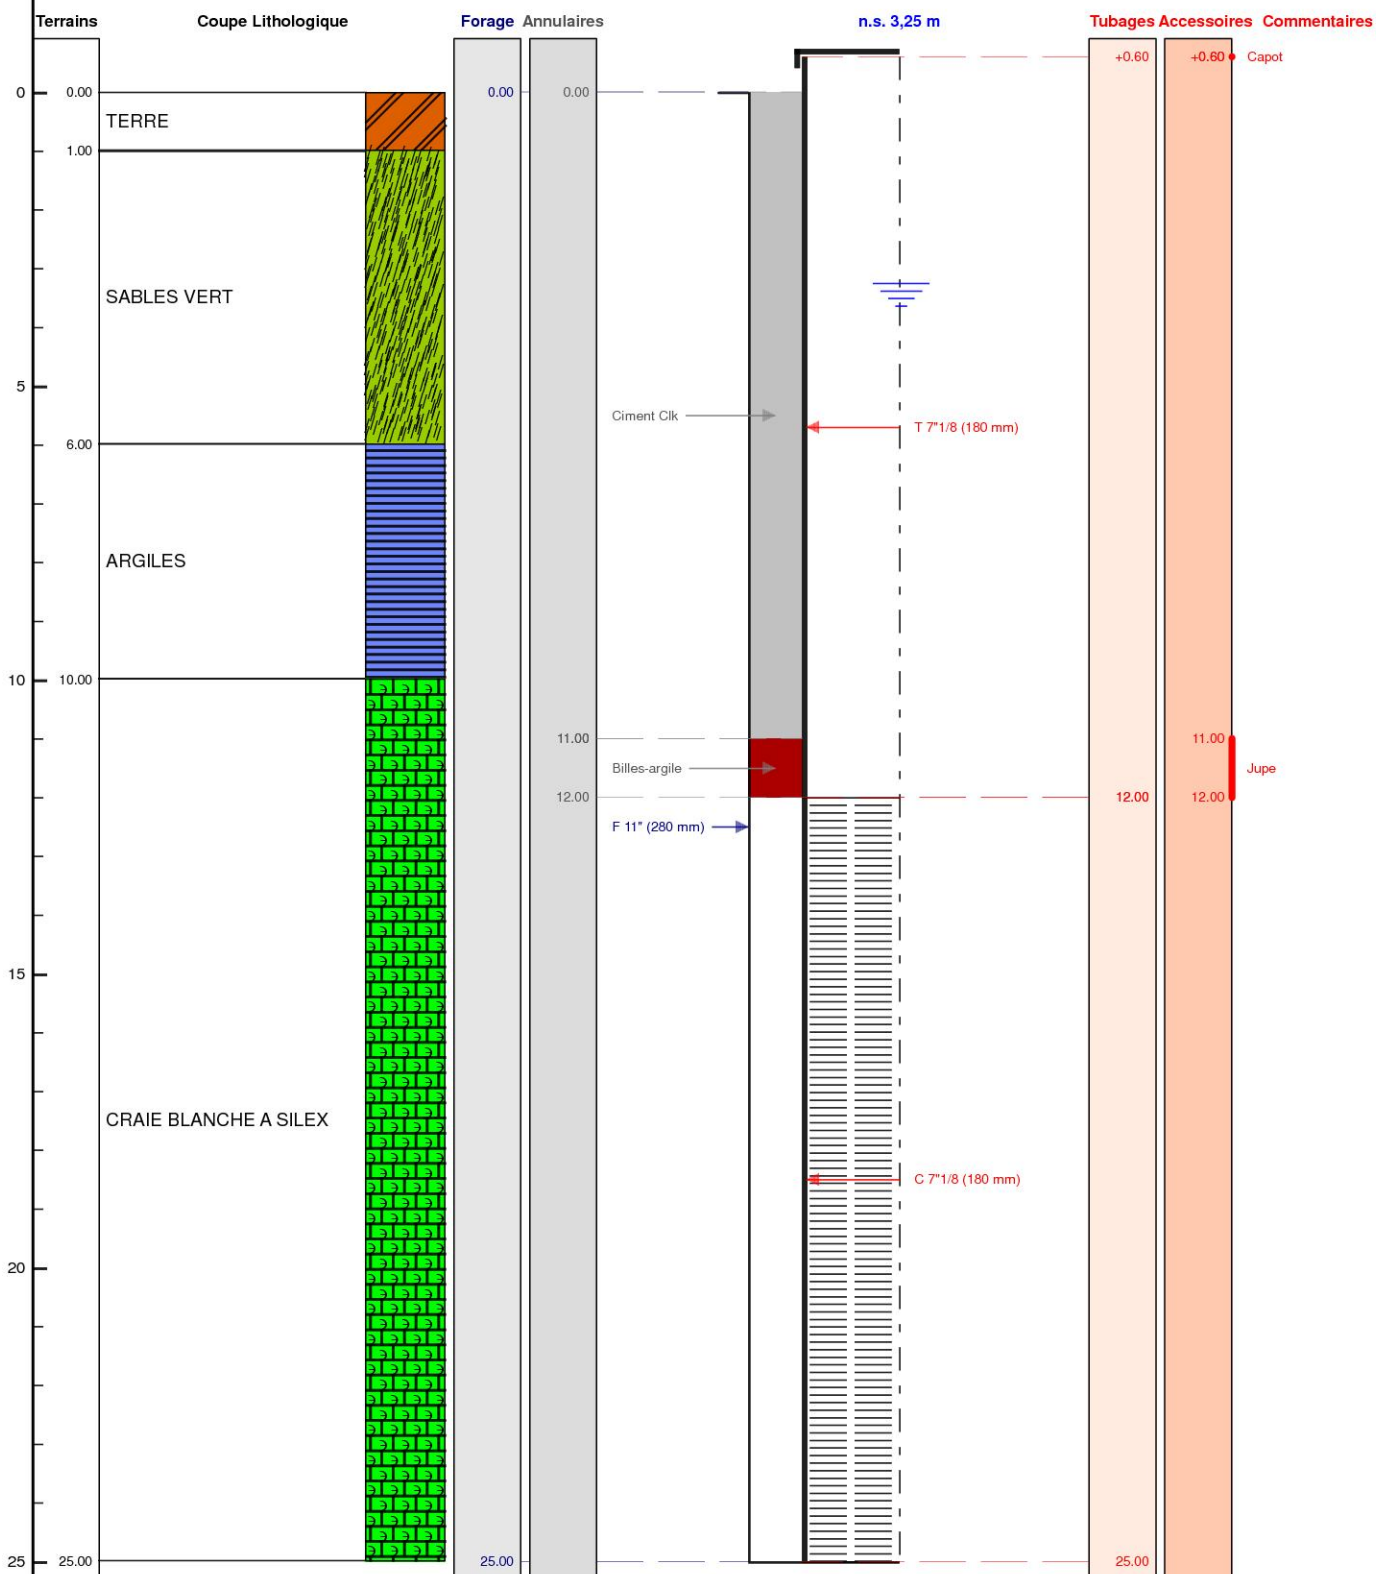 Terrains Coupe Lithologique Forage Annulaires n.s. 3,25 m Tubages Accessoires Commentaires
+0.60 +0.60 Capot
0 0.00 0.00 0.00
TERRE
1.00
SABLES VERT
5
Ciment Clk T 7"1/8 (180 mm)
6.00
ARGILES
10 10.00
11.00 11.00
Billes-argile Jupe
12.00 12.00 12.00
F 11" (280 mm)
15
CRAIE BLANCHE A SILEX
C 7"1/8 (180 mm)
20
25 25.00 25.00 25.00